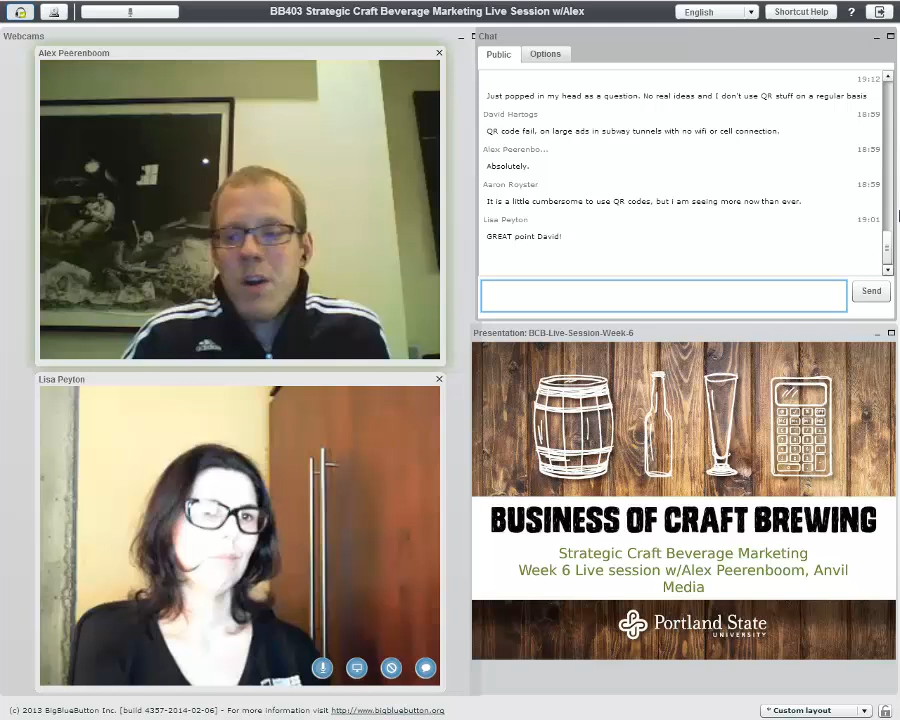 BB403 Strategic Craft Beverage Marketing Live Session w/Alex
English
Shortcut Help
?
Webcams
Alex Peerenboom
Lisa Peyton
Chat
Public
Options
19:12
Just popped in my head as a question. No real ideas and I don't use QR stuff on a regular basis
David Hartogs 18:59
QR code fail, on large ads in subway tunnels with no wifi or cell connection.
Alex Peerenbo... 18:59
Absolutely.
Aaron Royster 18:59
It is a little cumbersome to use QR codes, but i am seeing more now than ever.
Lisa Peyton 19:01
GREAT point David!
Send
Presentation: BCB-Live-Session-Week-6
BUSINESS OF CRAFT BREWING
Strategic Craft Beverage Marketing
Week 6 Live session w/Alex Peerenboom, Anvil
Media
Portland State
UNIVERSITY
(c) 2013 BigBlueButton Inc. [build 4357-2014-02-06] - For more information visit http://www.bigbluebutton.org
* Custom layout